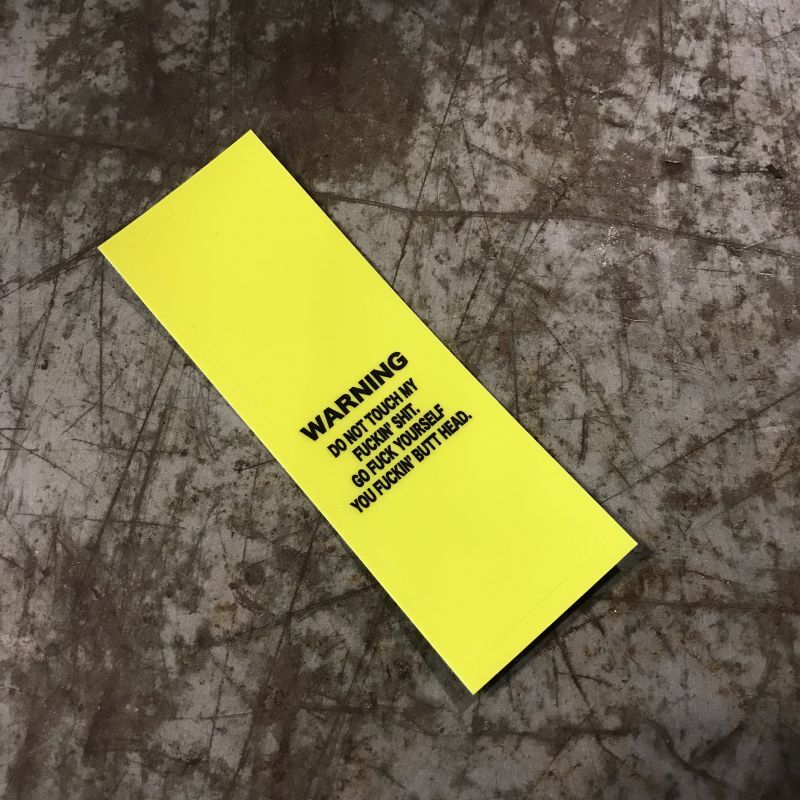 WARNING
DO NOT TOUCH MY
FUCKIN' SHIT.
GO FUCK YOURSELF
YOU FUCKIN' BUTT HEAD.